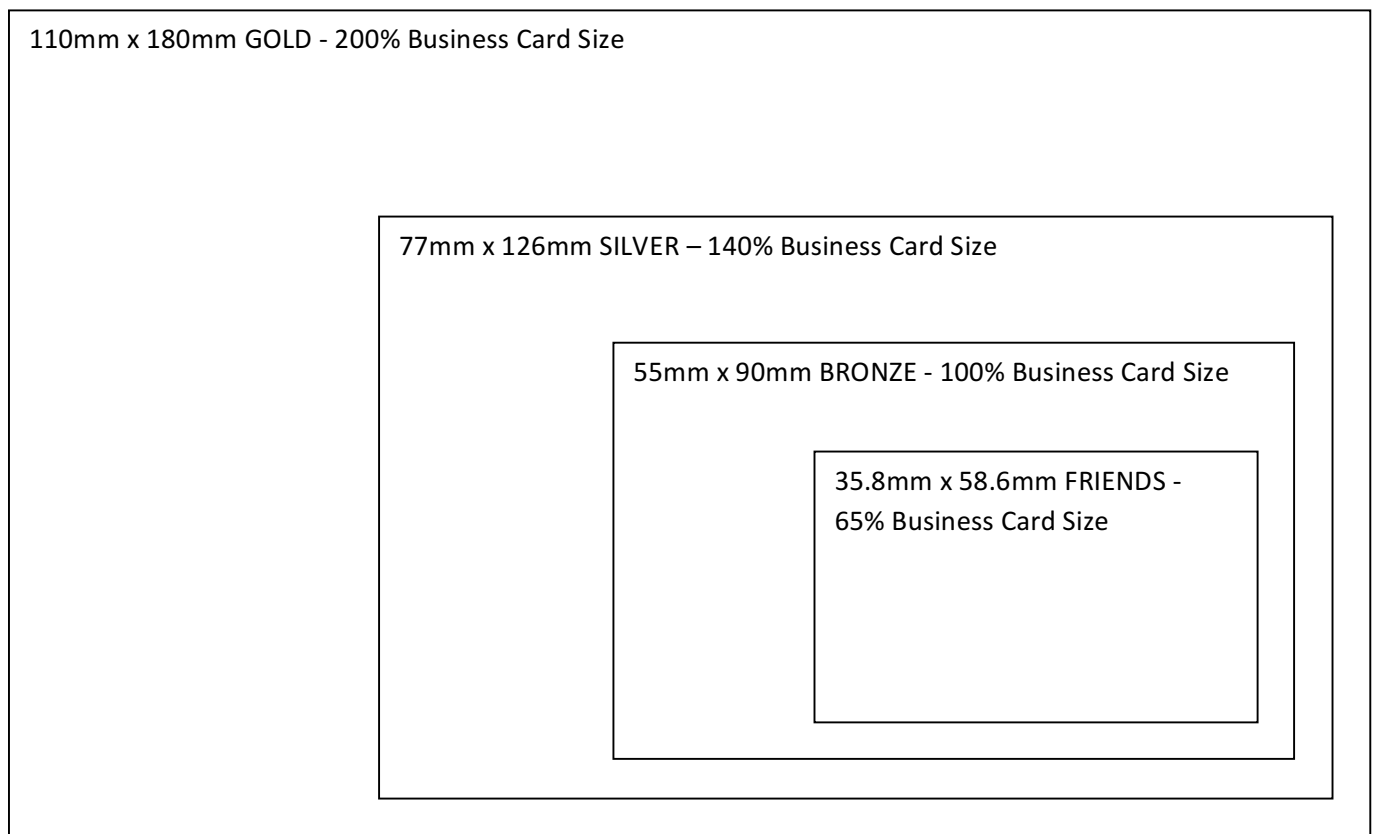 110mm x 180mm GOLD - 200% Business Card Size
77mm x 126mm SILVER – 140% Business Card Size
55mm x 90mm BRONZE - 100% Business Card Size
35.8mm x 58.6mm FRIENDS -
65% Business Card Size